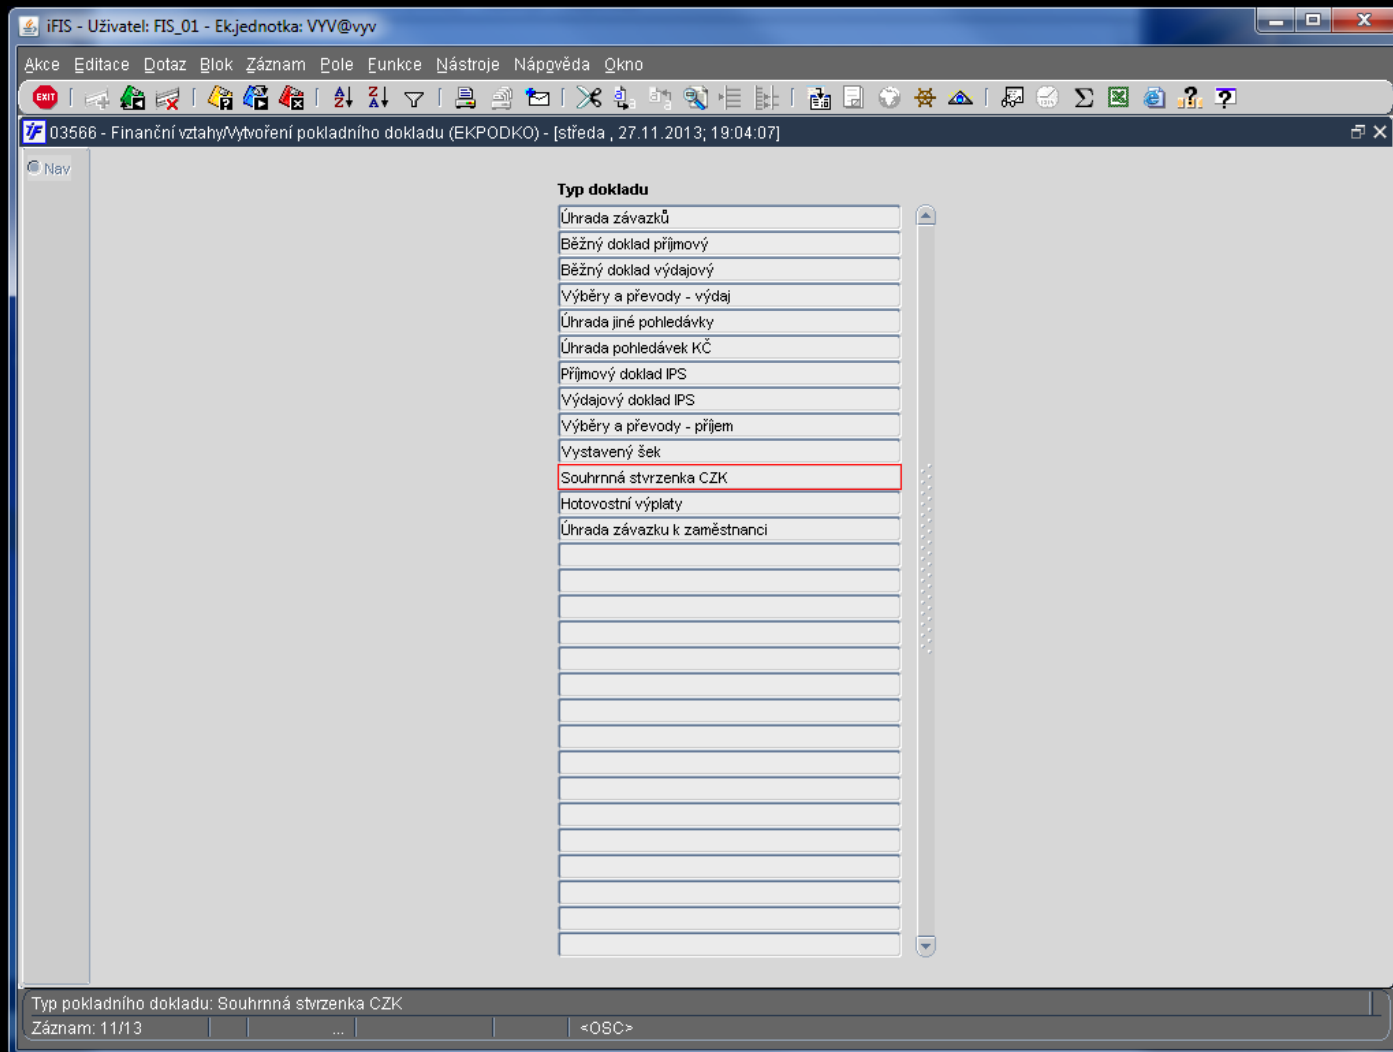 iFIS - Uživatel: FIS_01 - Ek.jednotka: VYV@vyv
Akce Editace Dotaz Blok Záznam Pole Funkce Nástroje Nápověda Okno
EXIT
03566 - Finanční vztahy/Vytvoření pokladního dokladu (EKPODKO) - [středa , 27.11.2013; 19:04:07]
Nav
Typ dokladu
Úhrada závazků
Běžný doklad příjmový
Běžný doklad výdajový
Výběry a převody - výdaj
Úhrada jiné pohledávky
Úhrada pohledávek KČ
Příjmový doklad IPS
Výdajový doklad IPS
Výběry a převody - příjem
Vystavený šek
Souhrnná stvrzenka CZK
Hotovostní výplaty
Úhrada závazku k zaměstnanci
Typ pokladního dokladu: Souhrnná stvrzenka CZK
Záznam: 11/13 ... <OSC>